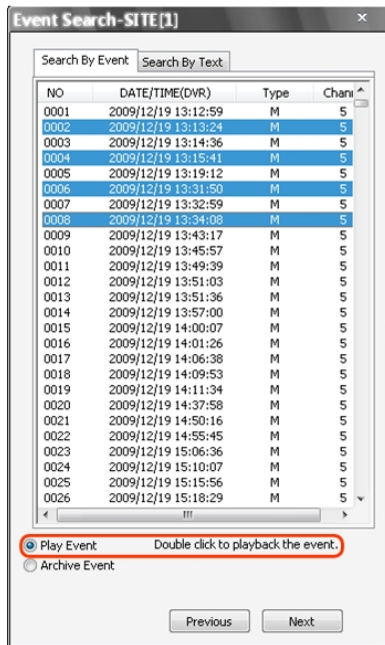 Event Search-SITE[1]
x
Search By Event Search By Text
NO DATE/TIME(DVR) Type Chann
0001 2009/12/19 13:12:59 M 5
0002 2009/12/19 13:13:24 M 5
0003 2009/12/19 13:14:36 M 5
0004 2009/12/19 13:15:41 M 5
0005 2009/12/19 13:19:12 M 5
0006 2009/12/19 13:31:50 M 5
0007 2009/12/19 13:32:59 M 5
0008 2009/12/19 13:34:08 M 5
0009 2009/12/19 13:43:17 M 5
0010 2009/12/19 13:45:57 M 5
0011 2009/12/19 13:49:39 M 5
0012 2009/12/19 13:51:03 M 5
0013 2009/12/19 13:51:36 M 5
0014 2009/12/19 13:57:00 M 5
0015 2009/12/19 14:00:07 M 5
0016 2009/12/19 14:01:26 M 5
0017 2009/12/19 14:06:38 M 5
0018 2009/12/19 14:09:53 M 5
0019 2009/12/19 14:11:34 M 5
0020 2009/12/19 14:37:58 M 5
0021 2009/12/19 14:50:16 M 5
0022 2009/12/19 14:55:45 M 5
0023 2009/12/19 15:06:36 M 5
0024 2009/12/19 15:10:07 M 5
0025 2009/12/19 15:15:56 M 5
0026 2009/12/19 15:18:29 M 5
Play Event Double click to playback the event.
Archive Event
Previous Next